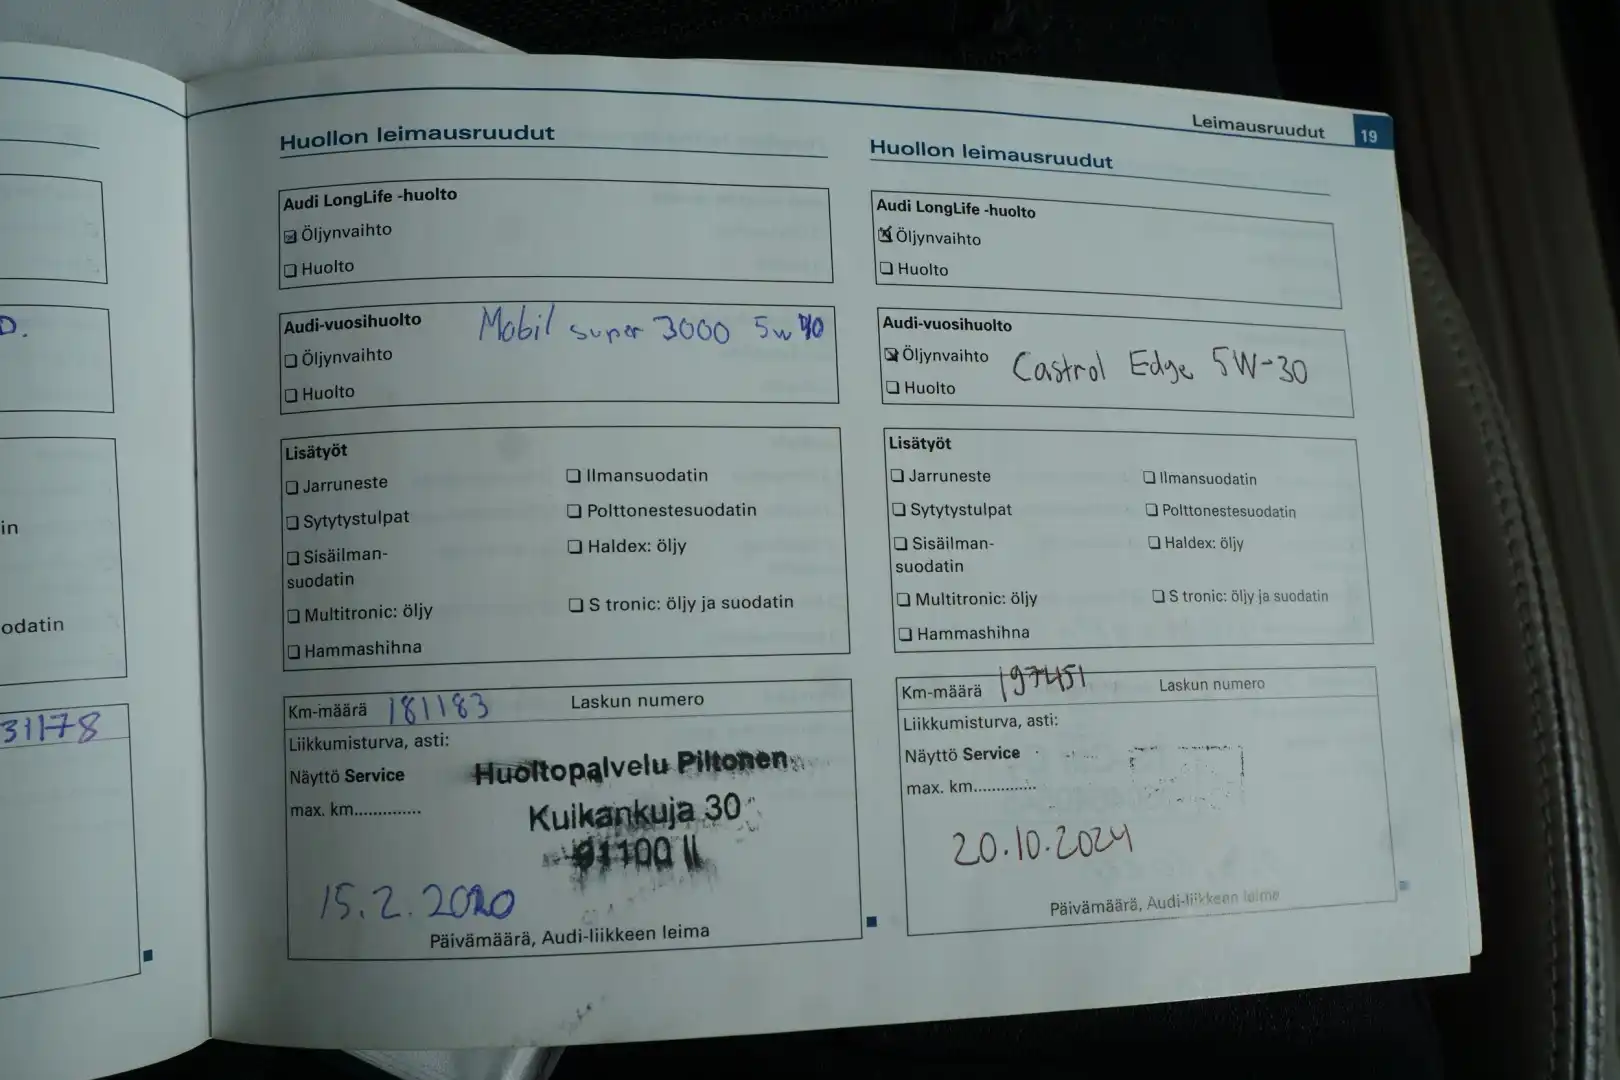 D.
in
odatin
31178
Leimausruudut 19
Huollon leimausruudut
Audi LongLife -huolto
Öljynvaihto
Huolto
Audi-vuosihuolto Mobil super 3000 5w40
Öljynvaihto
Huolto
Lisätyöt
Jarruneste Ilmansuodatin
Sytytystulpat Polttonestesuodatin
Sisäilman- Haldex: öljy
suodatin
Multitronic: öljy S tronic: öljy ja suodatin
Hammashihna
Km-määrä 181183 Laskun numero
Liikkumisturva, asti:
Näyttö Service Huoltopalvelu Piltonen
max. km.............. Kuikankuja 30
91100 Ii
15.2.2020
Päivämäärä, Audi-liikkeen leima
Huollon leimausruudut
Audi LongLife -huolto
Öljynvaihto
Huolto
Audi-vuosihuolto
Öljynvaihto Castrol Edge 5W-30
Huolto
Lisätyöt
Jarruneste Ilmansuodatin
Sytytystulpat Polttonestesuodatin
Sisäilman- Haldex: öljy
suodatin
Multitronic: öljy S tronic: öljy ja suodatin
Hammashihna
Km-määrä 197451 Laskun numero
Liikkumisturva, asti:
Näyttö Service
max. km..............
20.10.2024
Päivämäärä, Audi-liikkeen leima